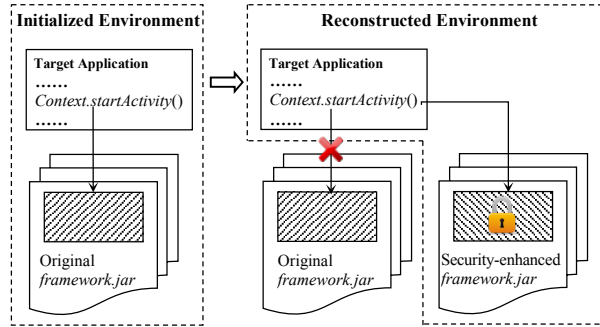 Initialized Environment
Target Application
......
Context.startActivity()
......
Original
framework.jar
Reconstructed Environment
Target Application
......
Context.startActivity()
......
Original
framework.jar
Security-enhanced
framework.jar